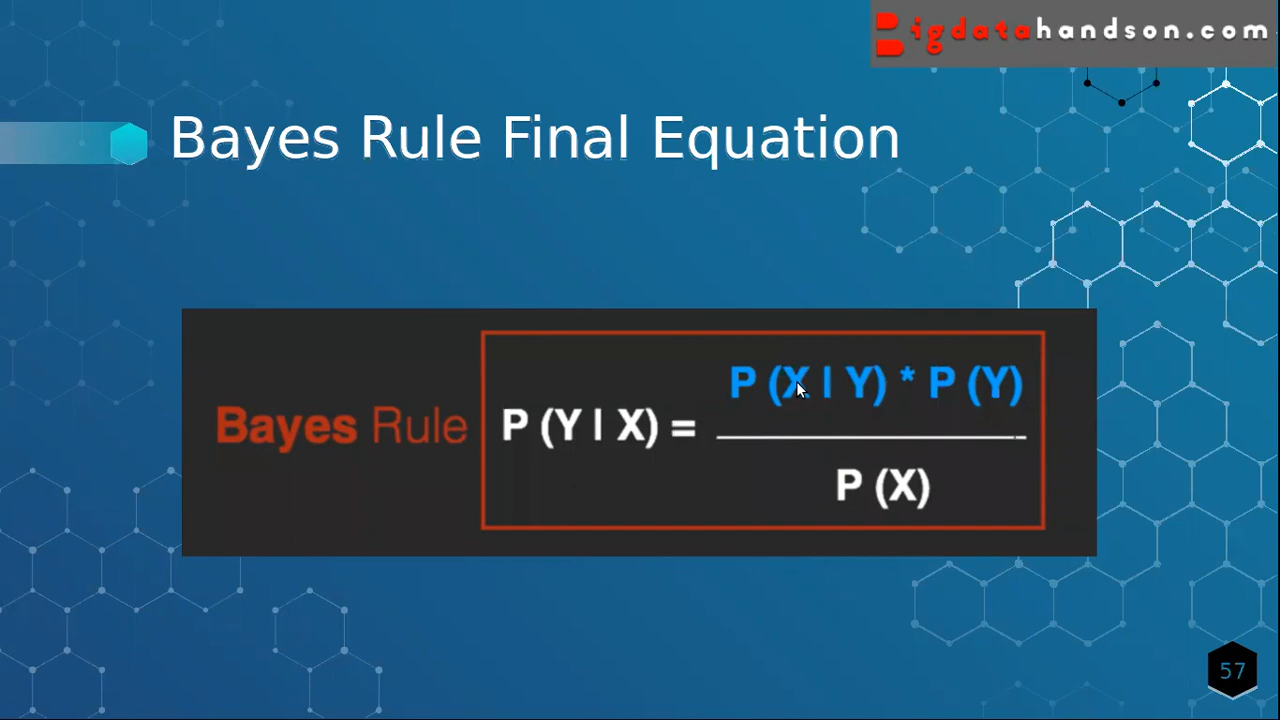 Bigdatahandson.com
Bayes Rule Final Equation
Bayes Rule
P (Y | X) =
P (X | Y) * P (Y)
P (X)
57